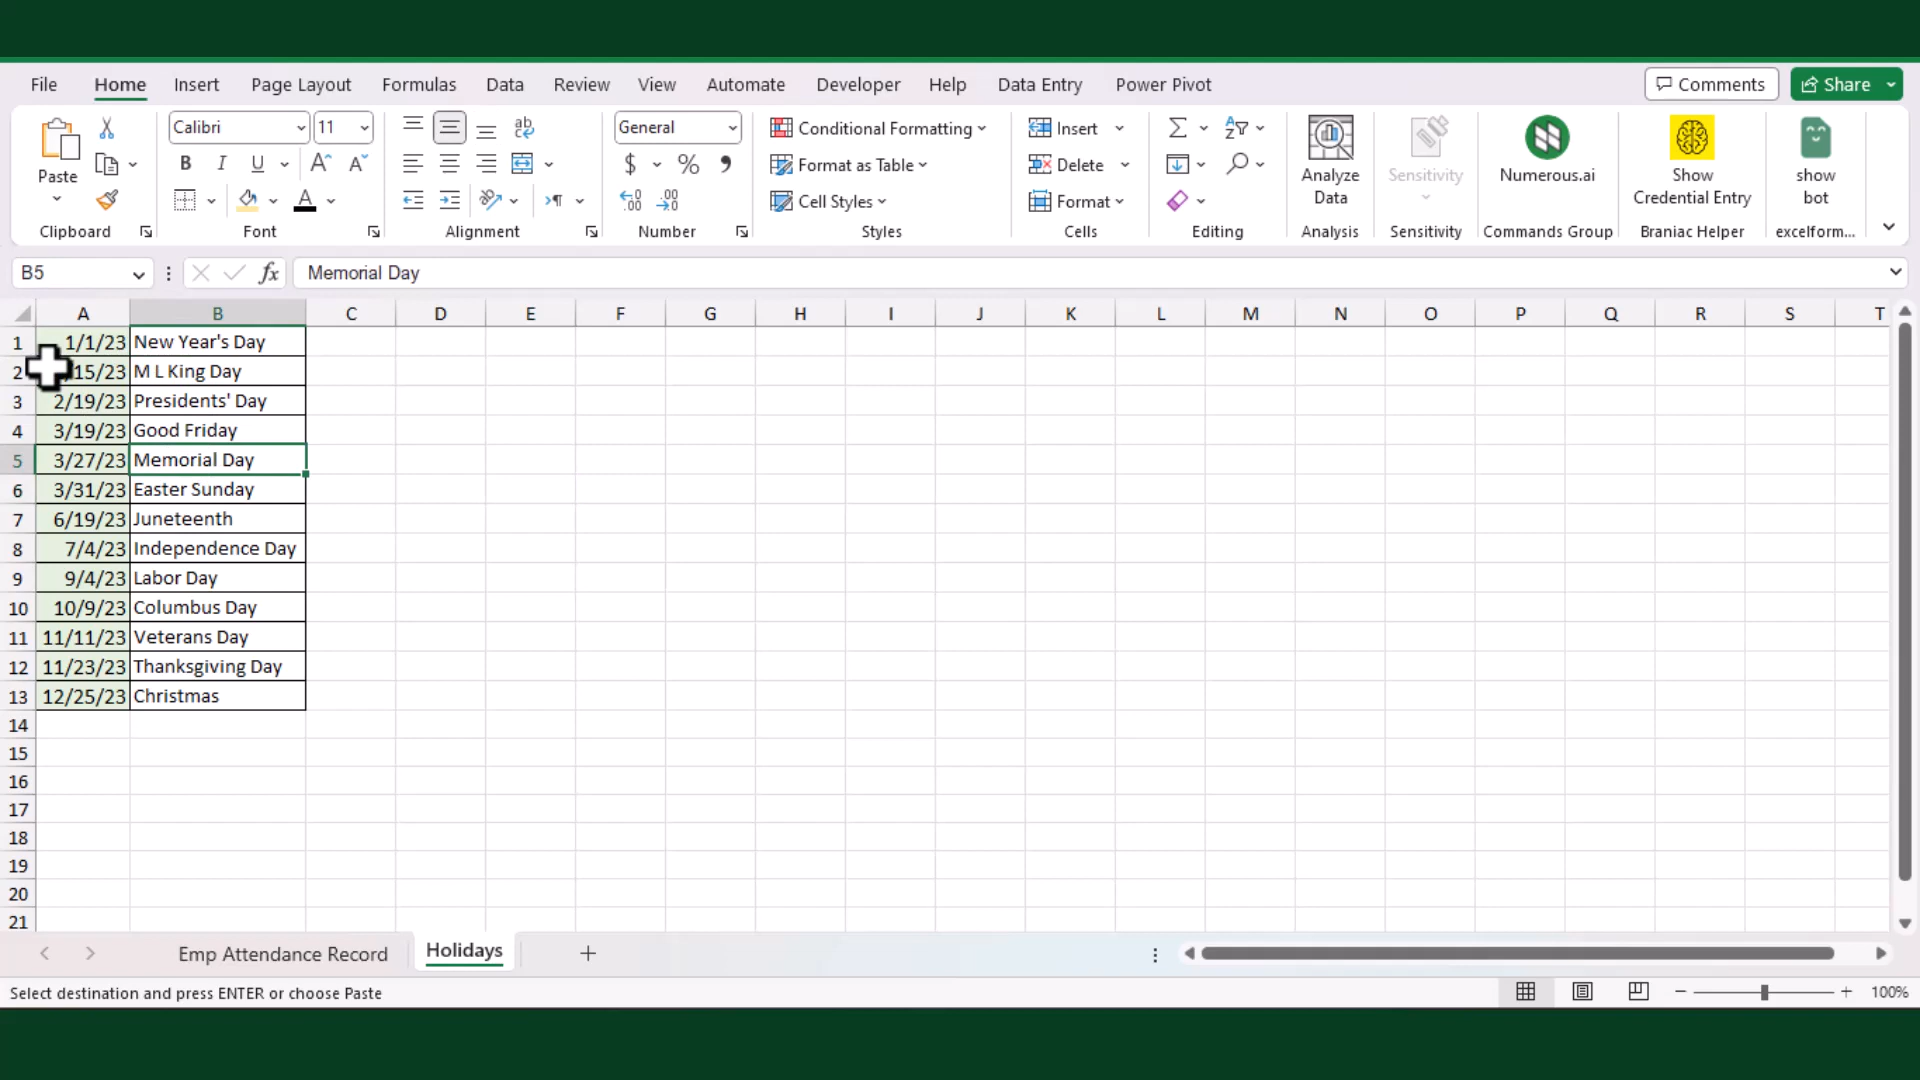 File Home Insert Page Layout Formulas Data Review View Automate Developer Help Data Entry Power Pivot Comments Share
Calibri 11 General Conditional Formatting Insert
Format as Table Delete
Paste B I U $ % Analyze Data Sensitivity Numerous.ai Show Credential Entry show bot
Cell Styles Format
Clipboard Font Alignment Number Styles Cells Editing Analysis Sensitivity Commands Group Braniac Helper excelform...
B5 fx Memorial Day
A B C D E F G H I J K L M N O P Q R S T
1 1/1/23 New Year's Day
2 15/23 M L King Day
3 2/19/23 Presidents' Day
4 3/19/23 Good Friday
5 3/27/23 Memorial Day
6 3/31/23 Easter Sunday
7 6/19/23 Juneteenth
8 7/4/23 Independence Day
9 9/4/23 Labor Day
10 10/9/23 Columbus Day
11 11/11/23 Veterans Day
12 11/23/23 Thanksgiving Day
13 12/25/23 Christmas
14
15
16
17
18
19
20
21
Emp Attendance Record Holidays
Select destination and press ENTER or choose Paste 100%